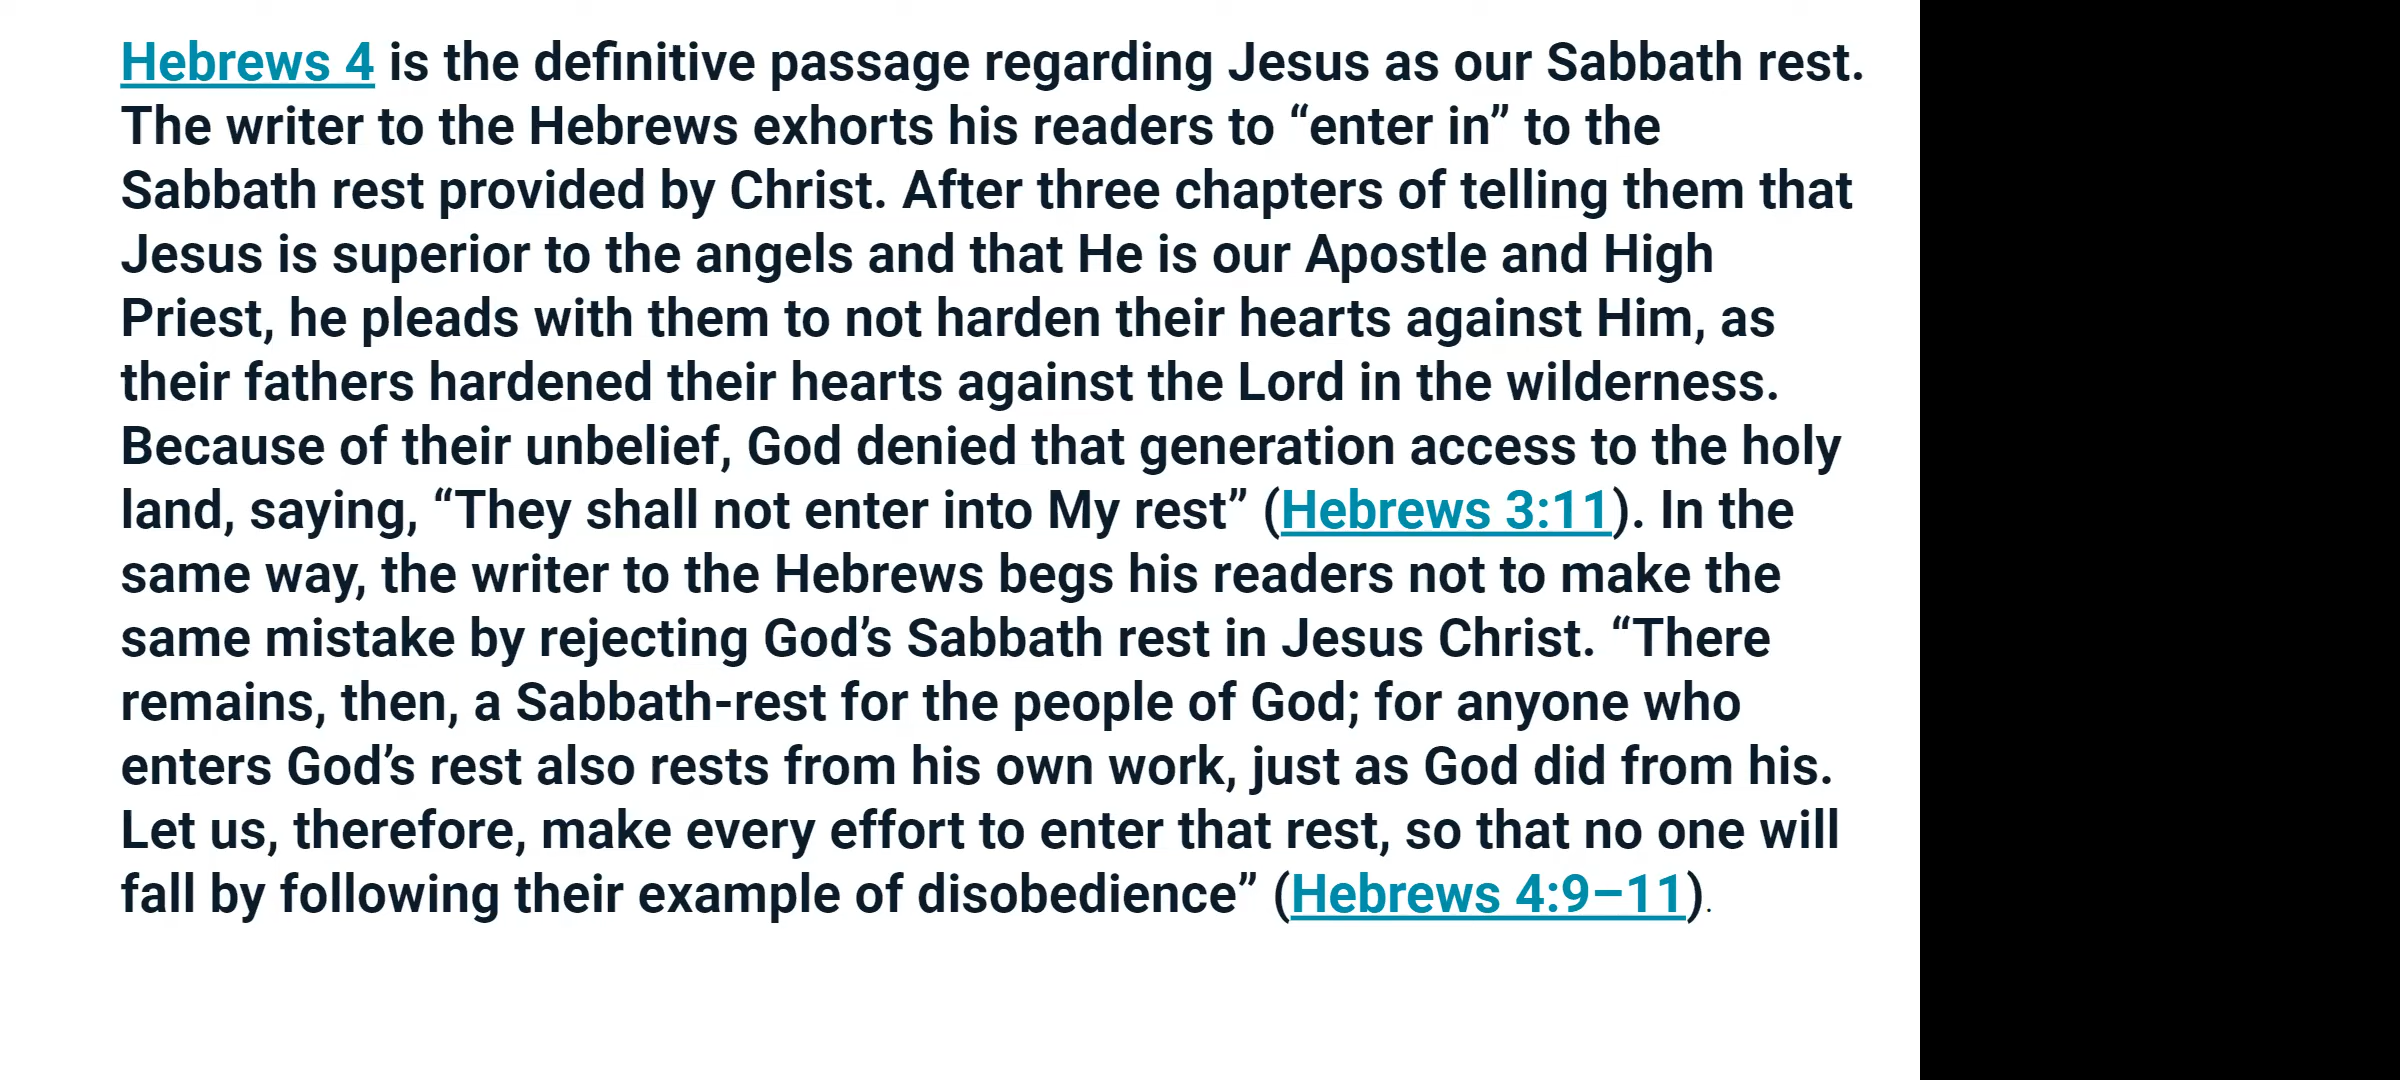 Hebrews 4 is the definitive passage regarding Jesus as our Sabbath rest.
The writer to the Hebrews exhorts his readers to “enter in” to the
Sabbath rest provided by Christ. After three chapters of telling them that
Jesus is superior to the angels and that He is our Apostle and High
Priest, he pleads with them to not harden their hearts against Him, as
their fathers hardened their hearts against the Lord in the wilderness.
Because of their unbelief, God denied that generation access to the holy
land, saying, “They shall not enter into My rest” (Hebrews 3:11). In the
same way, the writer to the Hebrews begs his readers not to make the
same mistake by rejecting God’s Sabbath rest in Jesus Christ. “There
remains, then, a Sabbath-rest for the people of God; for anyone who
enters God’s rest also rests from his own work, just as God did from his.
Let us, therefore, make every effort to enter that rest, so that no one will
fall by following their example of disobedience” (Hebrews 4:9–11).